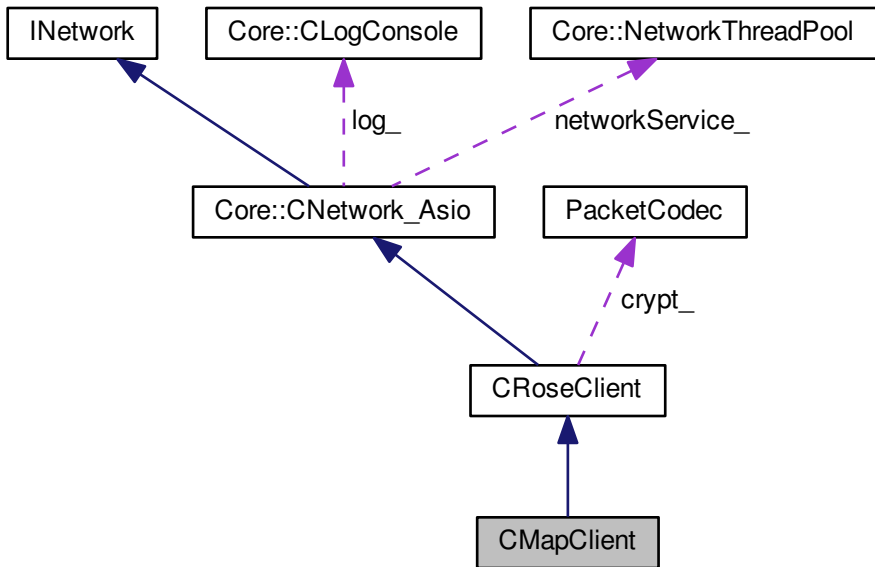 INetwork
Core::CLogConsole
Core::NetworkThreadPool
log_
networkService_
Core::CNetwork_Asio
PacketCodec
crypt_
CRoseClient
CMapClient